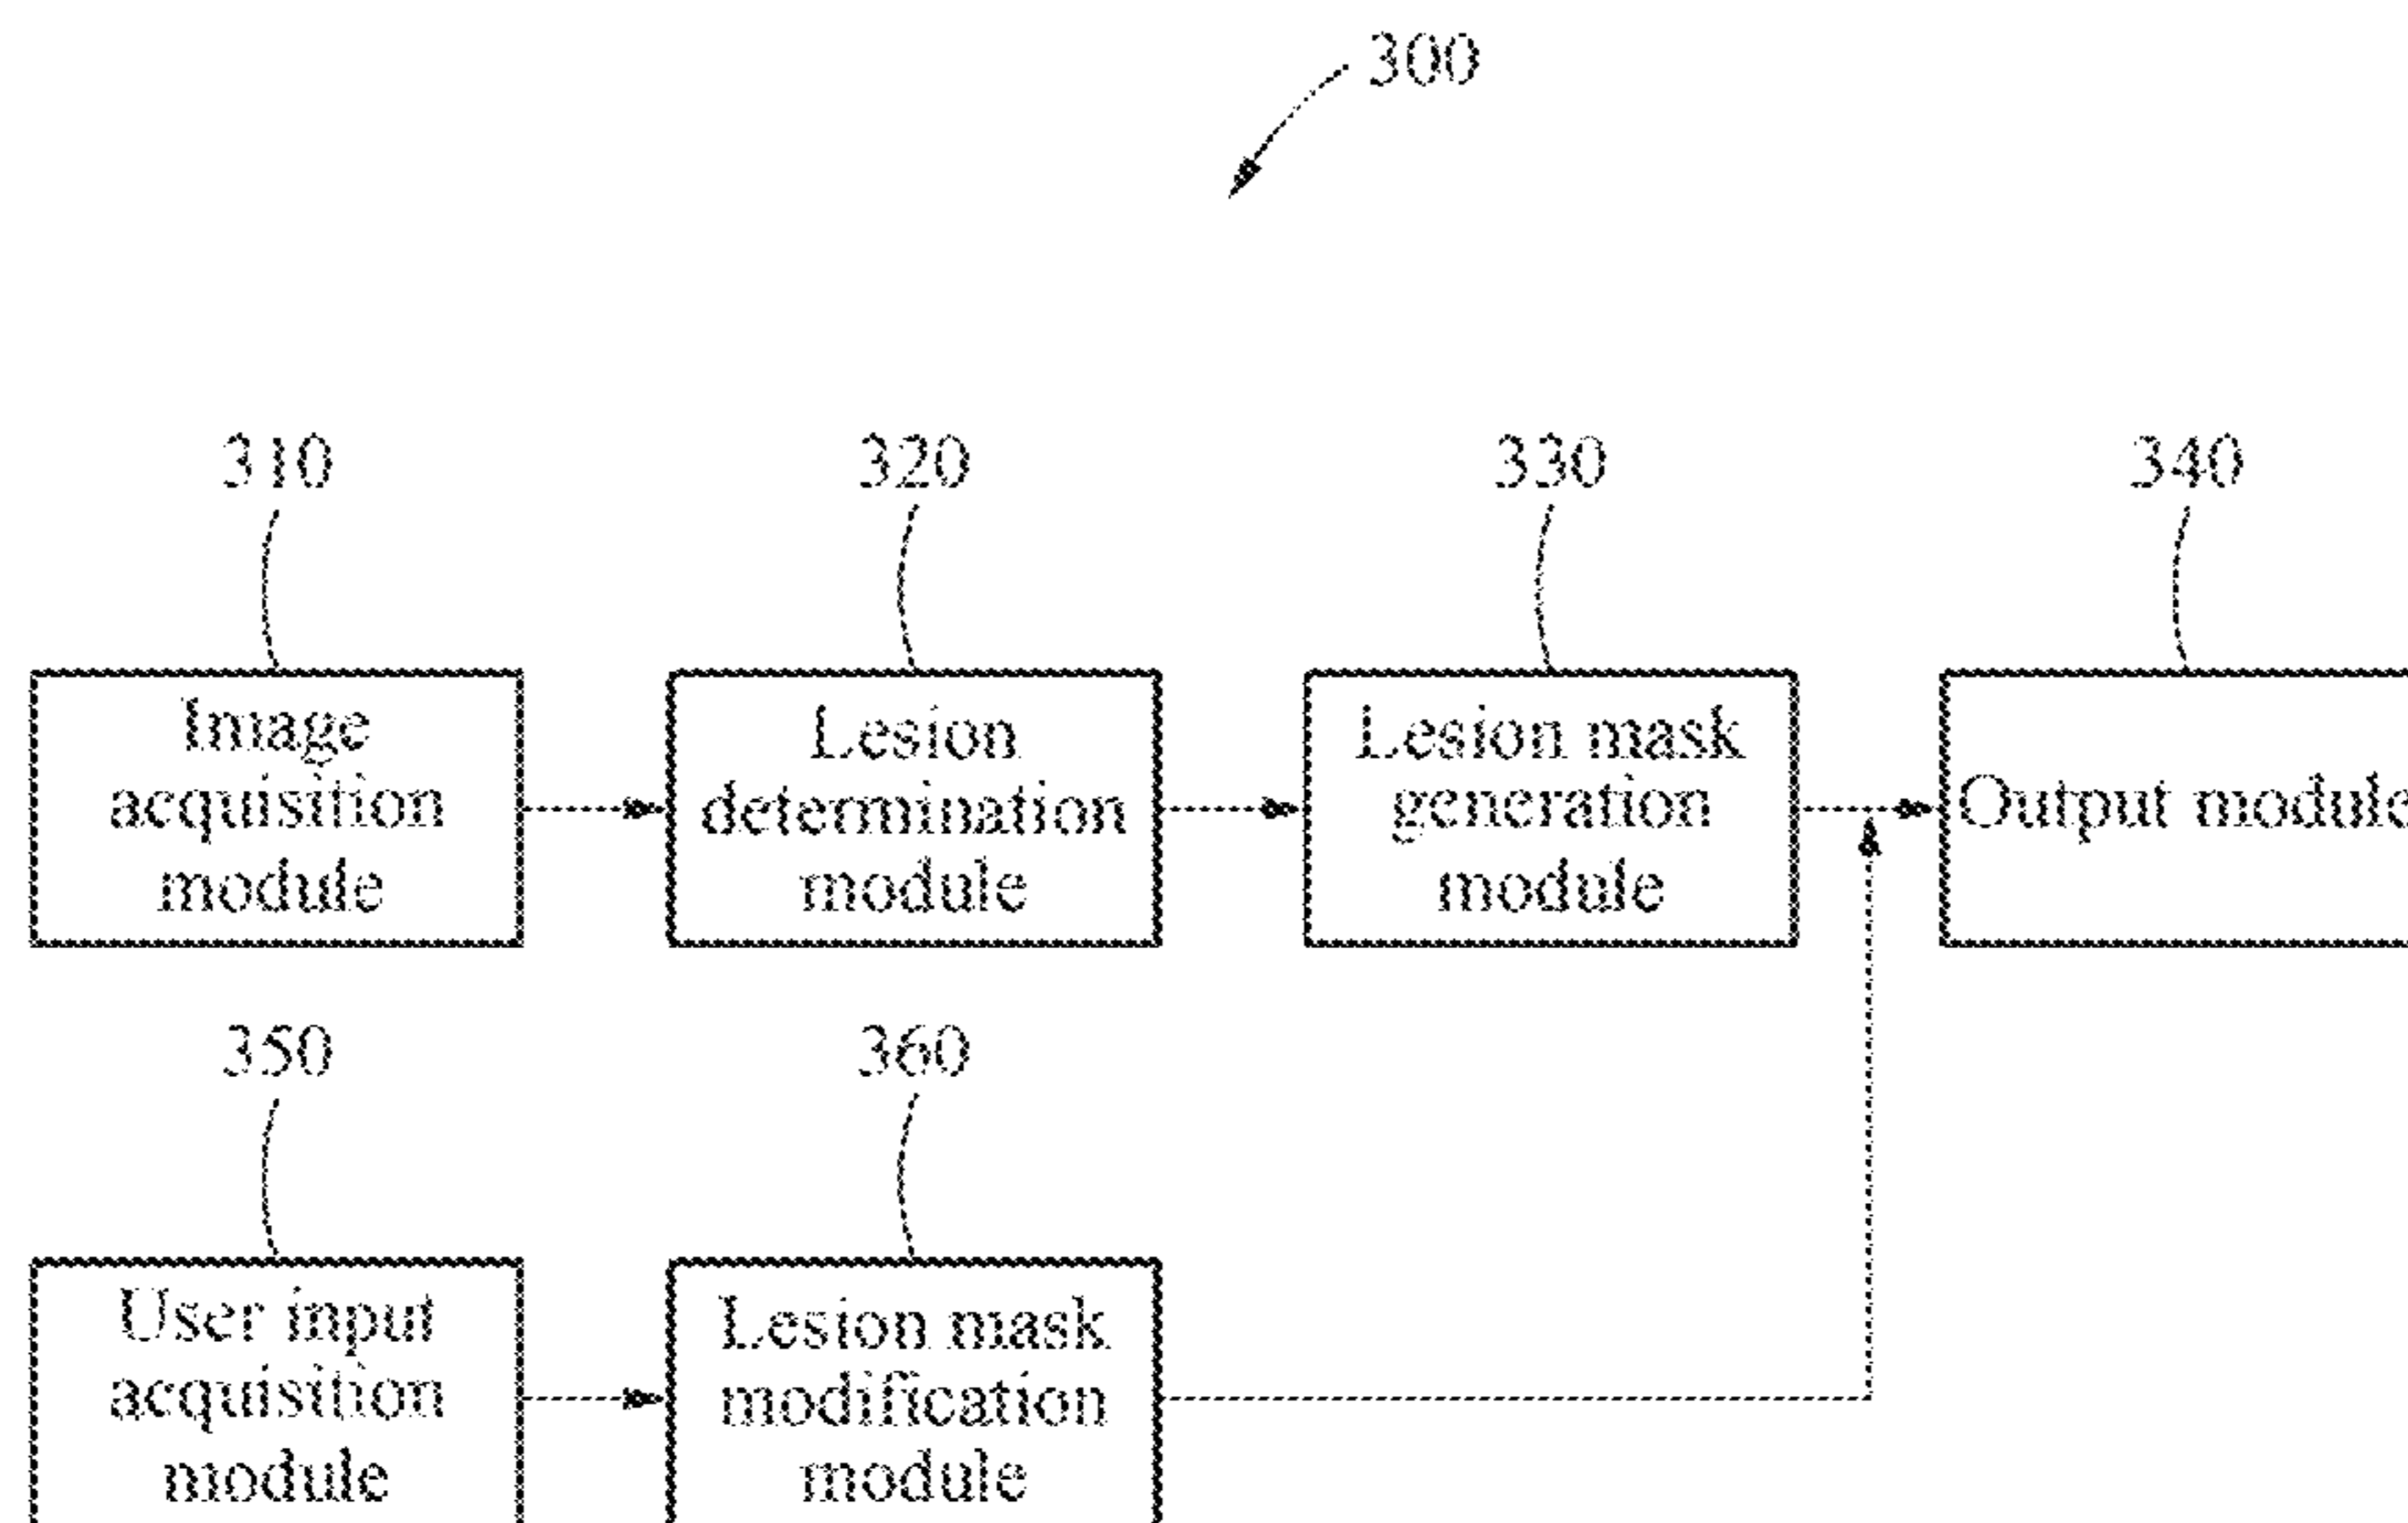 300
310
320
330
340
Image
acquisition
module
Lesion
determination
module
Lesion mask
generation
module
Output module
350
360
User input
acquisition
module
Lesion mask
modification
module